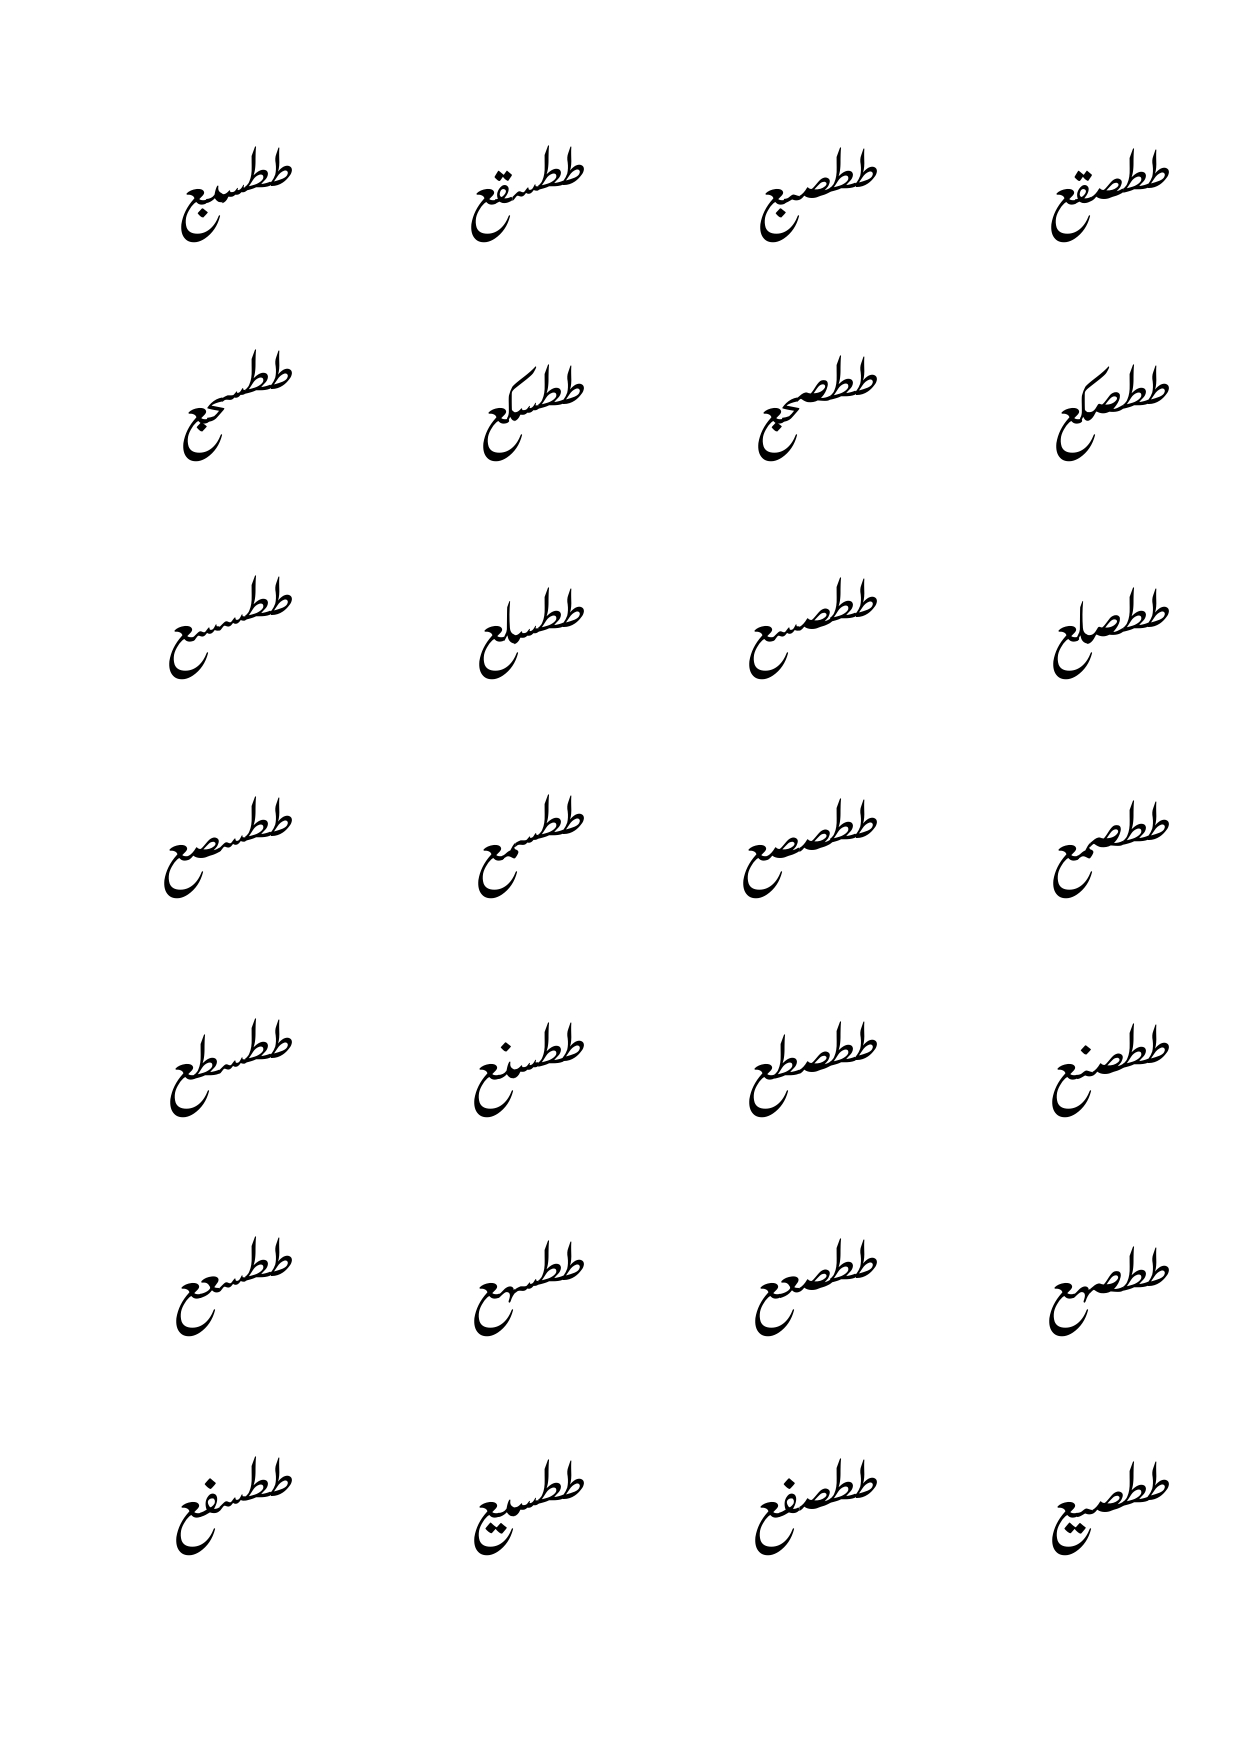 ططصقع ططصبع ططسقع ططسبع
ططصكع ططصجع ططسكع ططسجع
ططصلع ططصسع ططسلع ططسسع
ططصمع ططصصع ططسمع ططسصع
ططصنع ططصطع ططسنع ططسطع
ططصهع ططصعع ططسهع ططسعع
ططصيع ططصفع ططسيع ططسفع